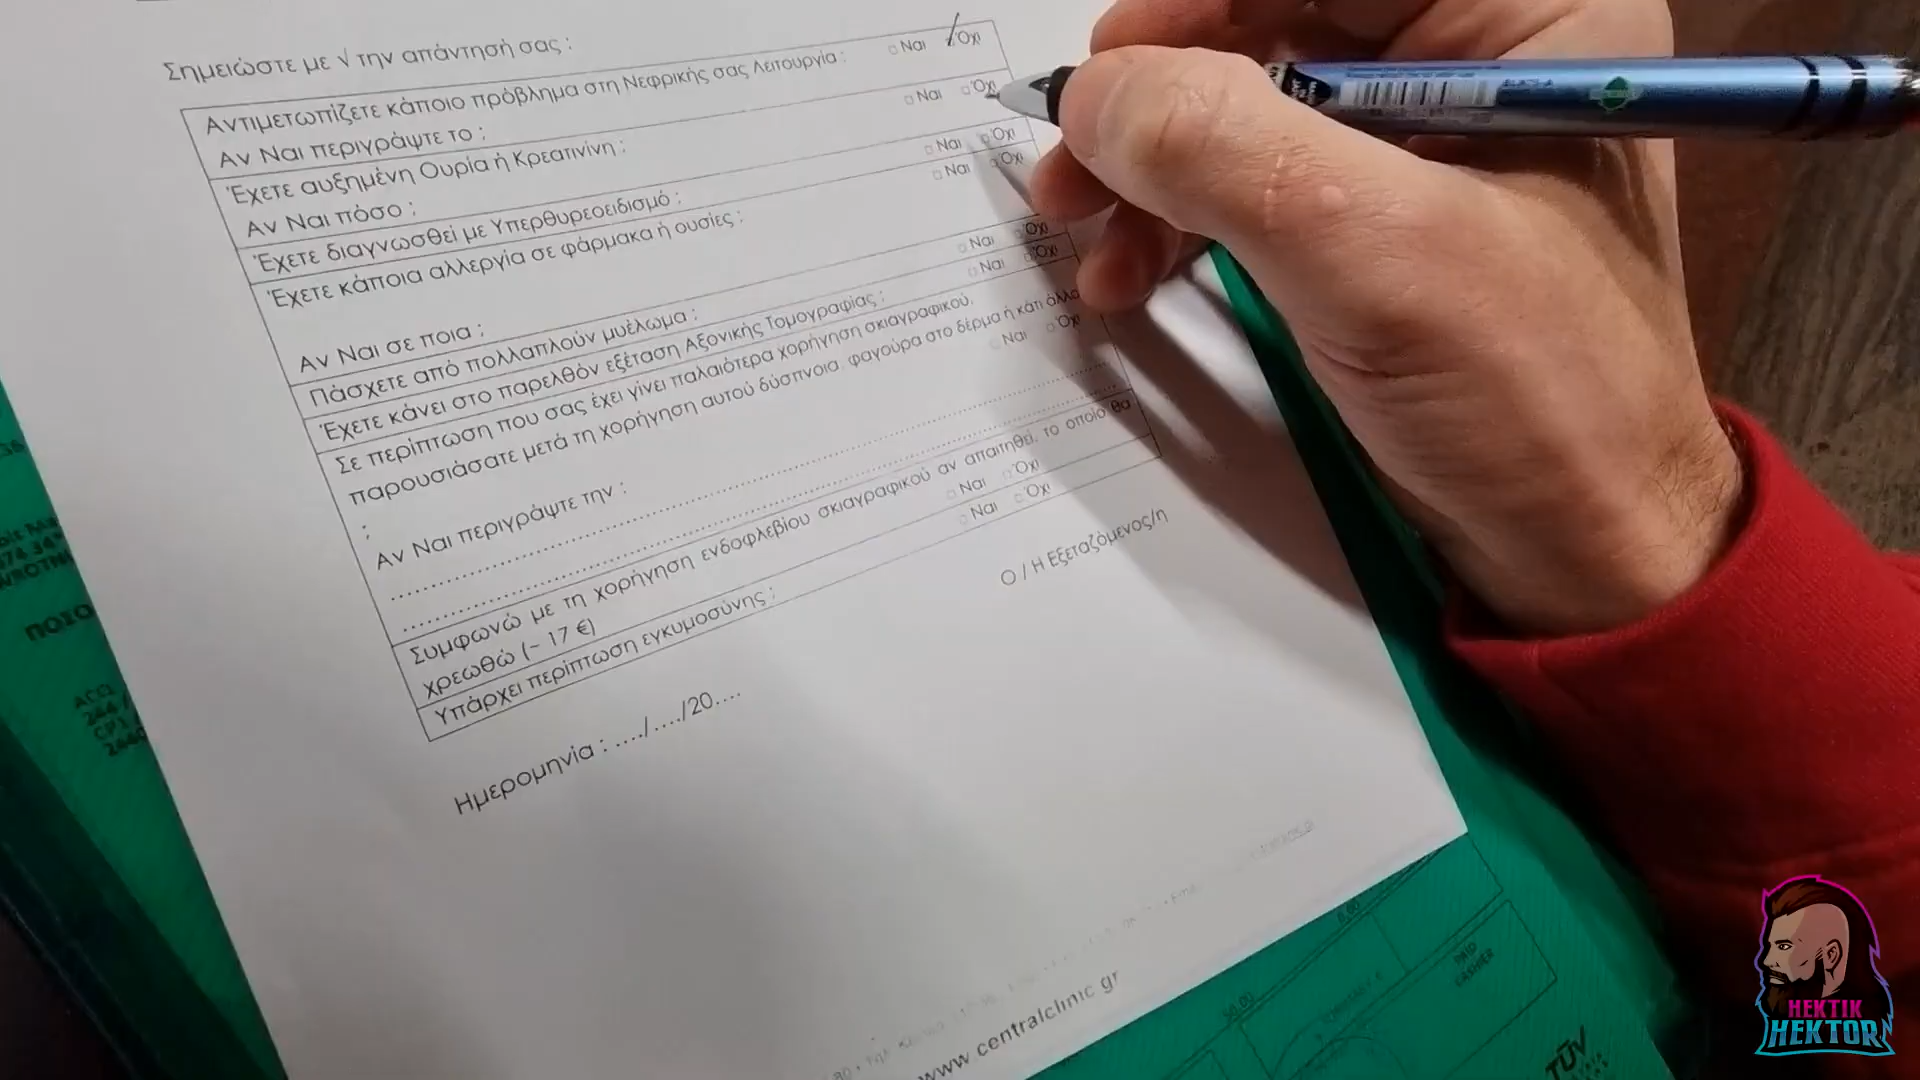 Σημειώστε με √ την απάντησή σας :
Αντιμετωπίζετε κάποιο πρόβλημα στη Νεφρικής σας Λειτουργία : Ναι Όχι
Αν Ναι περιγράψτε το :
Έχετε αυξημένη Ουρία ή Κρεατινίνη : Ναι Όχι
Αν Ναι πόσο :
Έχετε διαγνωσθεί με Υπερθυρεοειδισμό : Ναι Όχι
Έχετε κάποια αλλεργία σε φάρμακα ή ουσίες : Ναι Όχι
Αν Ναι σε ποια :
Πάσχετε από πολλαπλούν μυέλωμα : Ναι Όχι
Έχετε κάνει στο παρελθόν εξέταση Αξονικής Τομογραφίας : Ναι Όχι
Σε περίπτωση που σας έχει γίνει παλαιότερα χορήγηση σκιαγραφικού,
παρουσιάσατε μετά τη χορήγηση αυτού δύσπνοια, φαγούρα στο δέρμα ή κάτι άλλο
; Ναι Όχι
Αν Ναι περιγράψτε την :
Συμφωνώ με τη χορήγηση ενδοφλεβίου σκιαγραφικού αν απαιτηθεί, το οποίο θα
χρεωθώ (~ 17 €) Ναι Όχι
Υπάρχει περίπτωση εγκυμοσύνης : Ναι Όχι
Ημερομηνία : ..../..../20....
Ο / Η Εξεταζόμενος/η
www.centralclinic.gr
PAID
CASHIER
TÜV
HEKTIK
HEKTOR